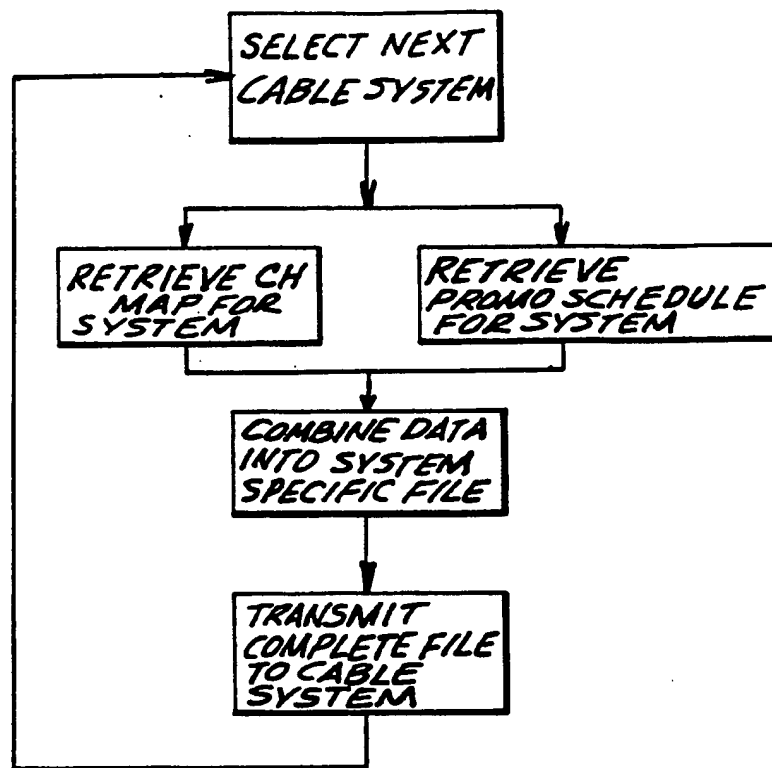 SELECT NEXT
CABLE SYSTEM
RETRIEVE CH
MAP FOR
SYSTEM
RETRIEVE
PROMO SCHEDULE
FOR SYSTEM
COMBINE DATA
INTO SYSTEM
SPECIFIC FILE
TRANSMIT
COMPLETE FILE
TO CABLE
SYSTEM